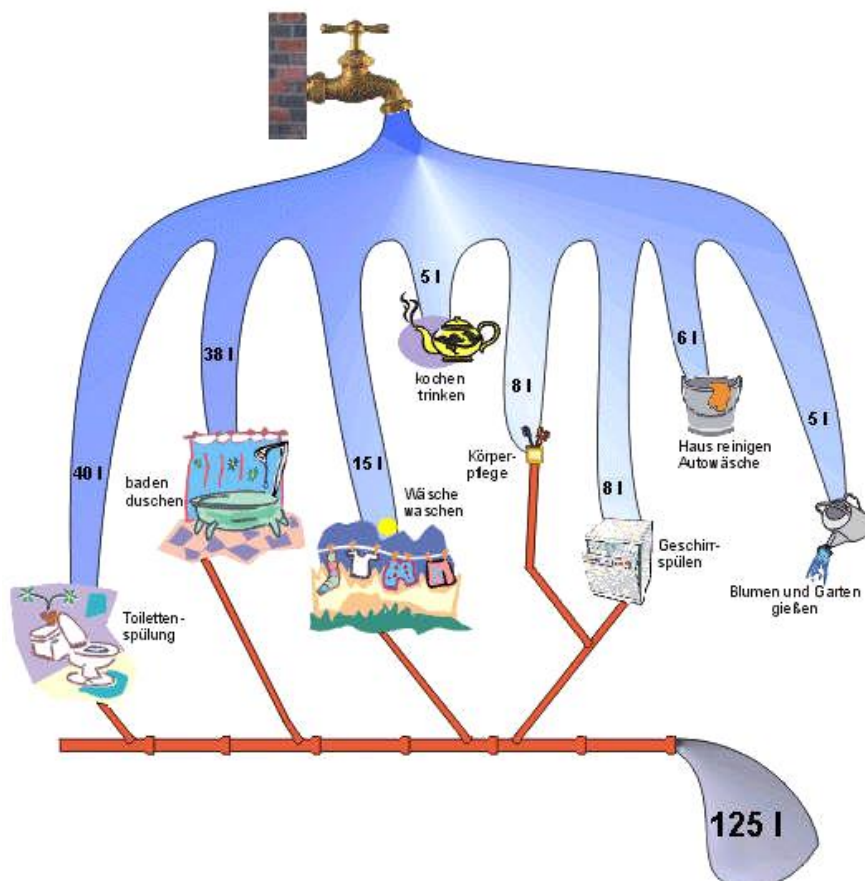 5 l
38 l
6 l
kochen
trinken
8 l
5 l
40 l
baden
duschen
15 l
Wäsche
waschen
Körper-
pflege
Haus reinigen
Autowäsche
8 l
Geschirr-
spülen
Blumen und Garten
gießen
Toiletten-
spülung
125 l